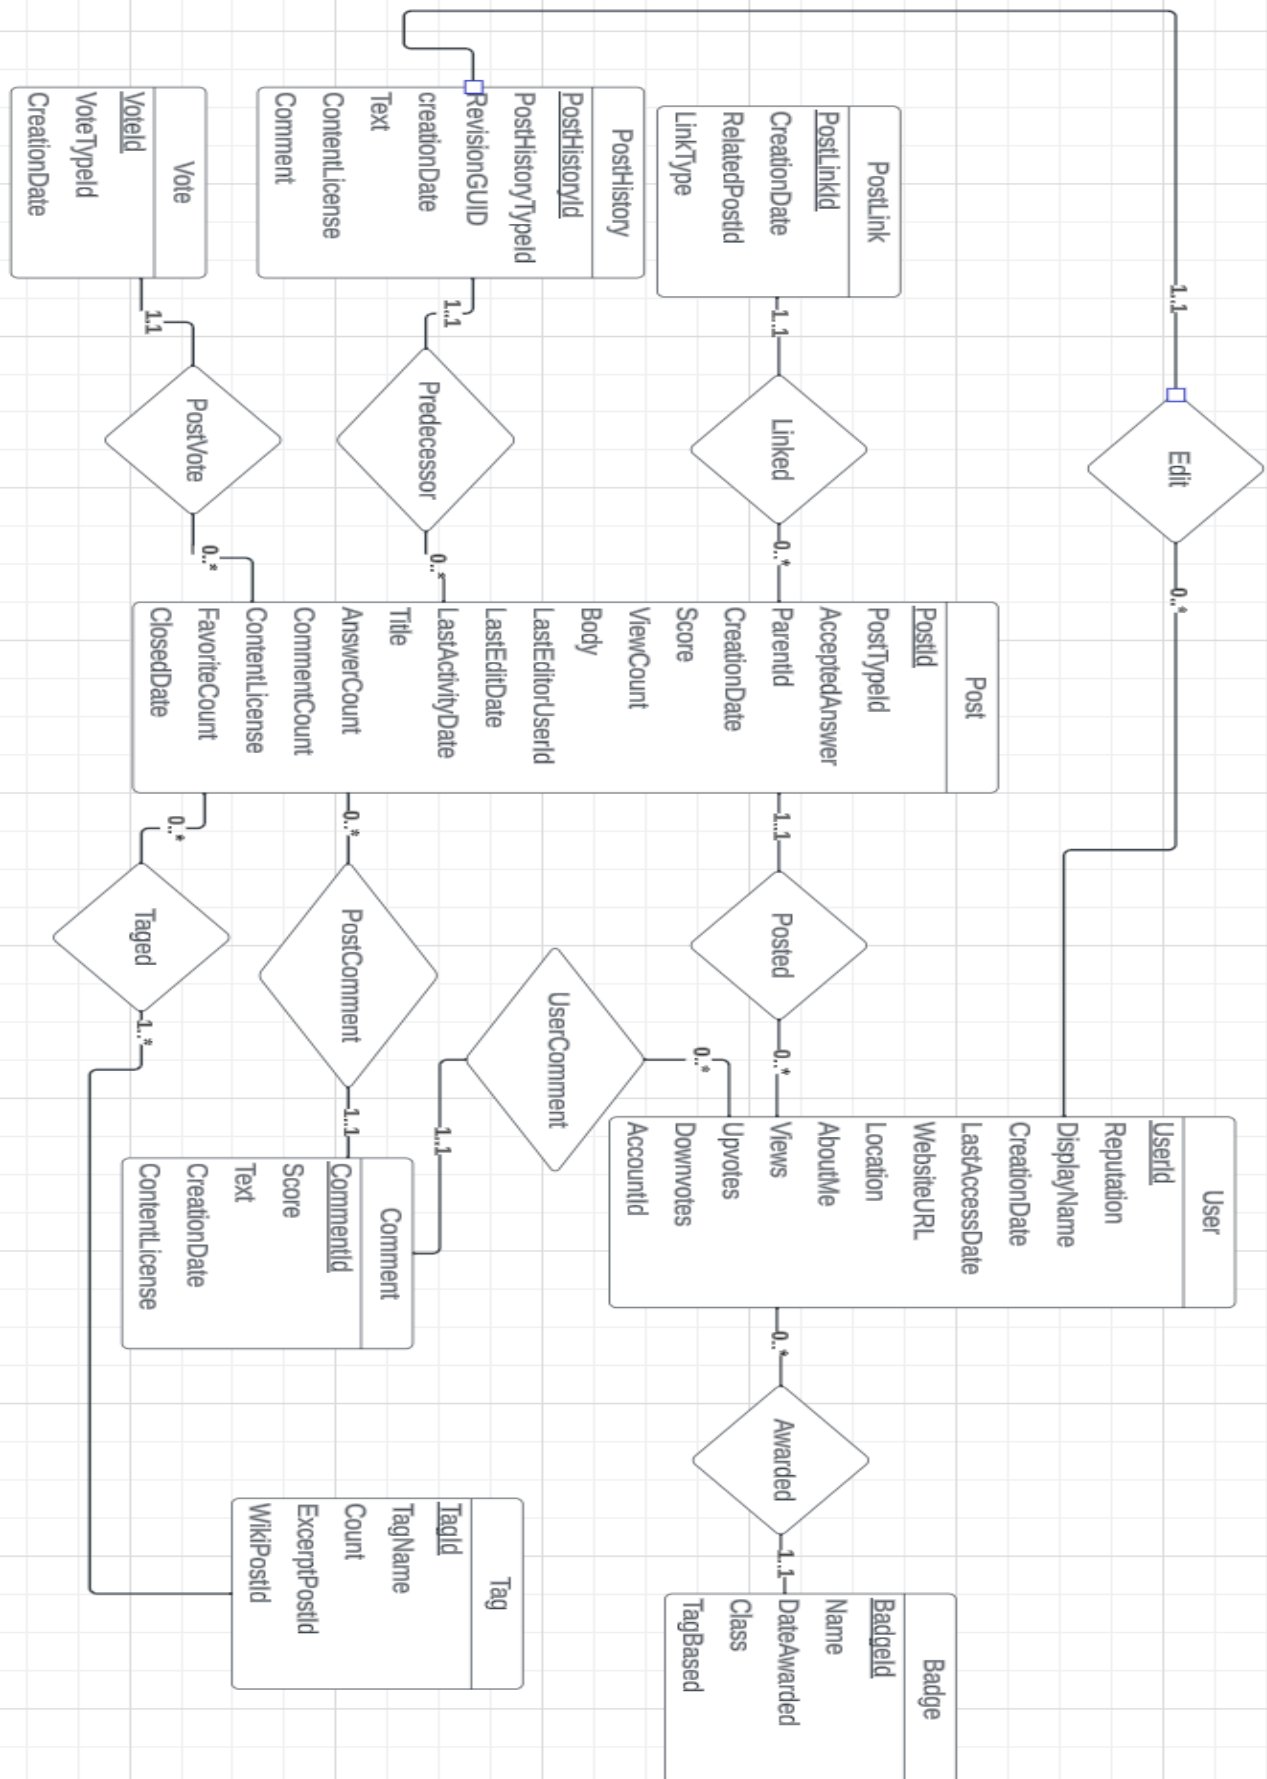 Edit
1..1
0..*
PostLink
PostLinkId
CreationDate
RelatedPostId
LinkType
1..1
Linked
0..*
PostHistory
PostHistoryId
PostHistoryTypeId
RevisionGUID
creationDate
Text
ContentLicense
Comment
1..1
Predecessor
0..*
Vote
VoteId
VoteTypeId
CreationDate
1.1
PostVote
0..*
Post
PostId
PostTypeId
AcceptedAnswer
ParentId
CreationDate
Score
ViewCount
Body
LastEditorUserId
LastEditDate
LastActivityDate
Title
AnswerCount
CommentCount
ContentLicense
FavoriteCount
ClosedDate
1..1
Posted
0..*
0..*
PostComment
1..1
0..*
Taged
1..*
UserComment
0..*
1..1
User
UserId
Reputation
DisplayName
CreationDate
LastAccessDate
WebsiteURL
Location
AboutMe
Views
Upvotes
Downvotes
AccountId
Comment
CommentId
Score
Text
CreationDate
ContentLicense
0..*
Awarded
1..1
Badge
BadgeId
Name
DateAwarded
Class
TagBased
Tag
TagId
TagName
Count
ExcerptPostId
WikiPostId